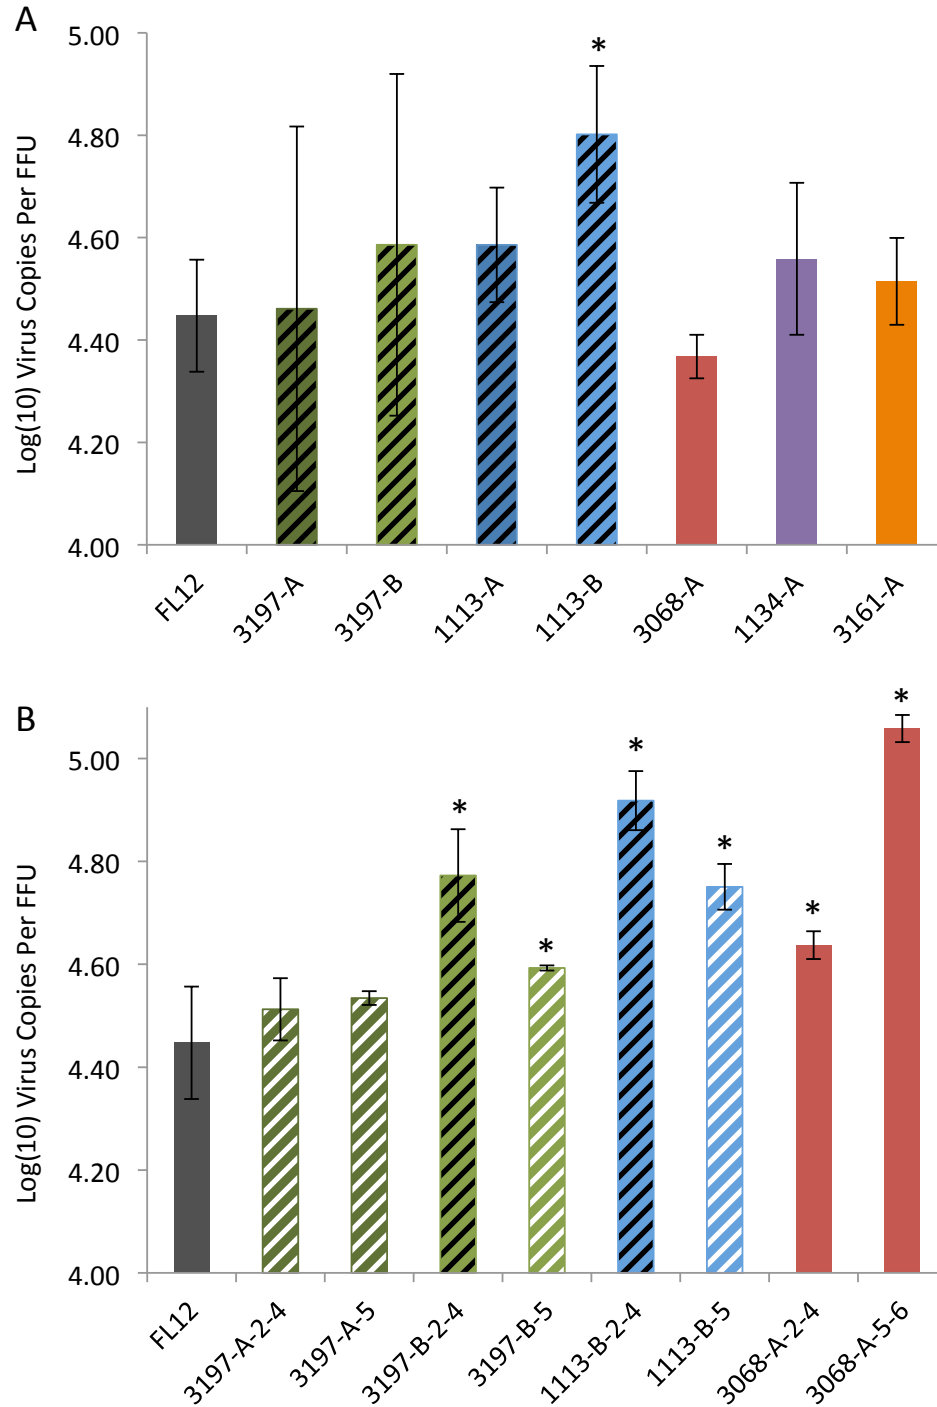 A
Log(10) Virus Copies Per FFU
5.00
4.80
4.60
4.40
4.20
4.00
*
FL12
3197-A
3197-B
1113-A
1113-B
3068-A
1134-A
3161-A
B
Log(10) Virus Copies Per FFU
5.00
4.80
4.60
4.40
4.20
4.00
*
*
*
*
*
*
FL12
3197-A-2-4
3197-A-5
3197-B-2-4
3197-B-5
1113-B-2-4
1113-B-5
3068-A-2-4
3068-A-5-6